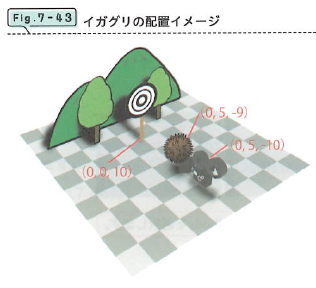 Fig.7-43 イガグリの配置イメージ
(0, 5, -9)
(0, 5, -10)
(0, 0, 10)